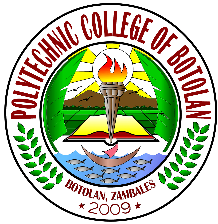 POLYTECHNIC COLLEGE OF BOTOLAN
BOTOLAN, ZAMBALES
2009